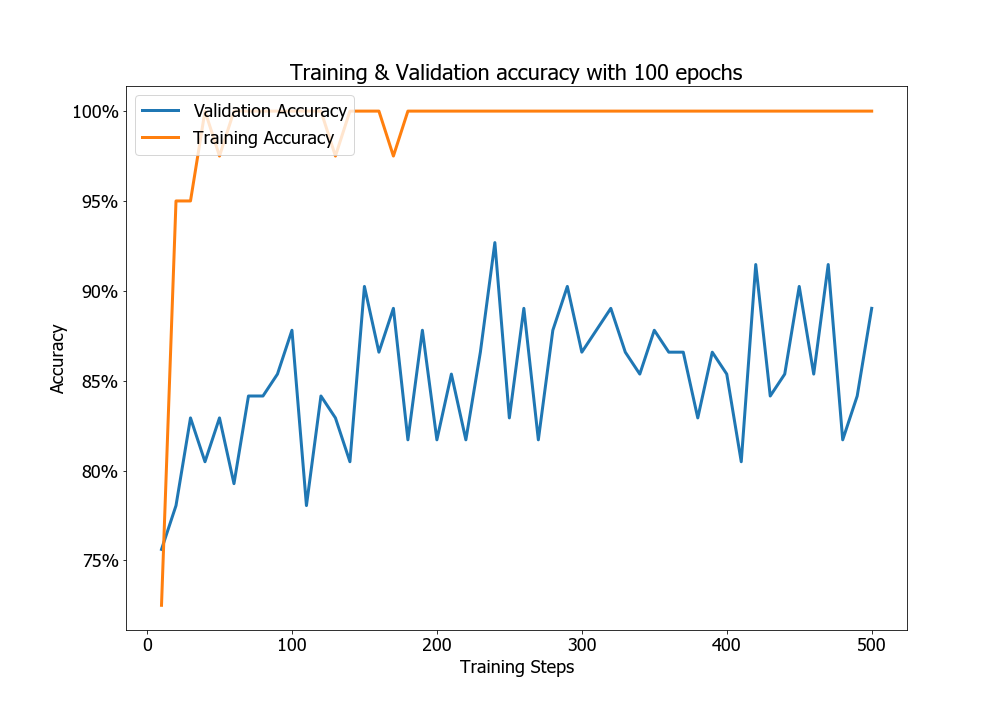 Training & Validation accuracy with 100 epochs
Validation Accuracy
Training Accuracy
100%
95%
90%
85%
80%
75%
Accuracy
0 100 200 300 400 500
Training Steps